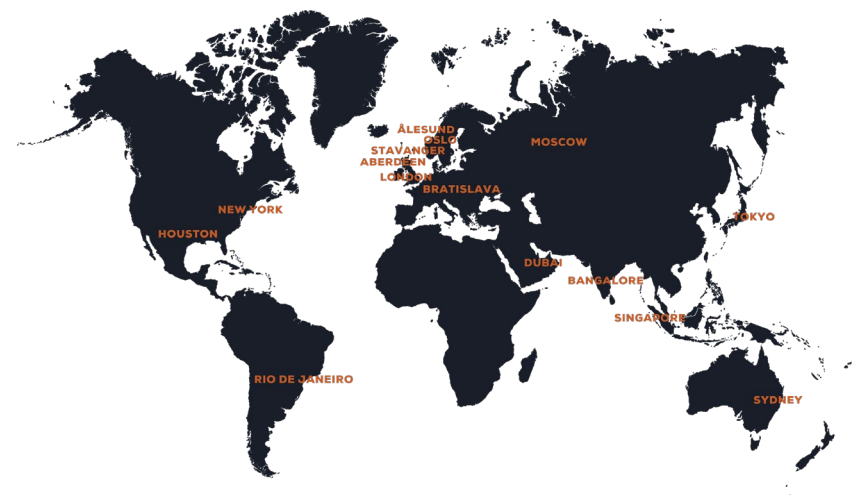 ÅLESUND
OSLO
MOSCOW
STAVANGER
ABERDEEN
LONDON
BRATISLAVA
NEW YORK
TOKYO
HOUSTON
DUBAI
BANGALORE
SINGAPORE
RIO DE JANEIRO
SYDNEY